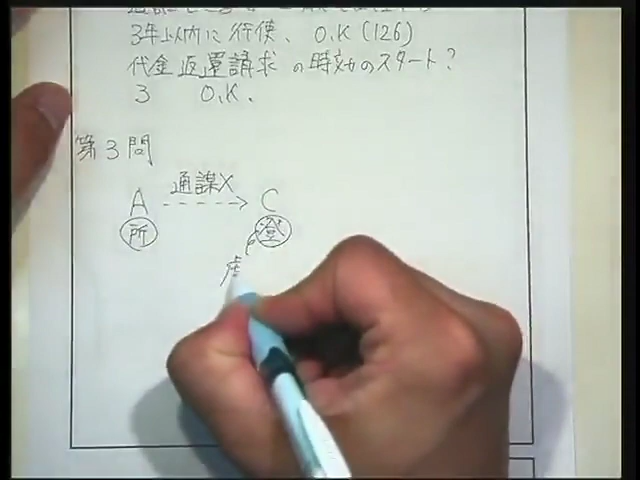 3年以内に行使、O.K(126)
代金返還請求の時効のスタート?
3 O.K.
第3問
通謀X
A C
所 登
虚